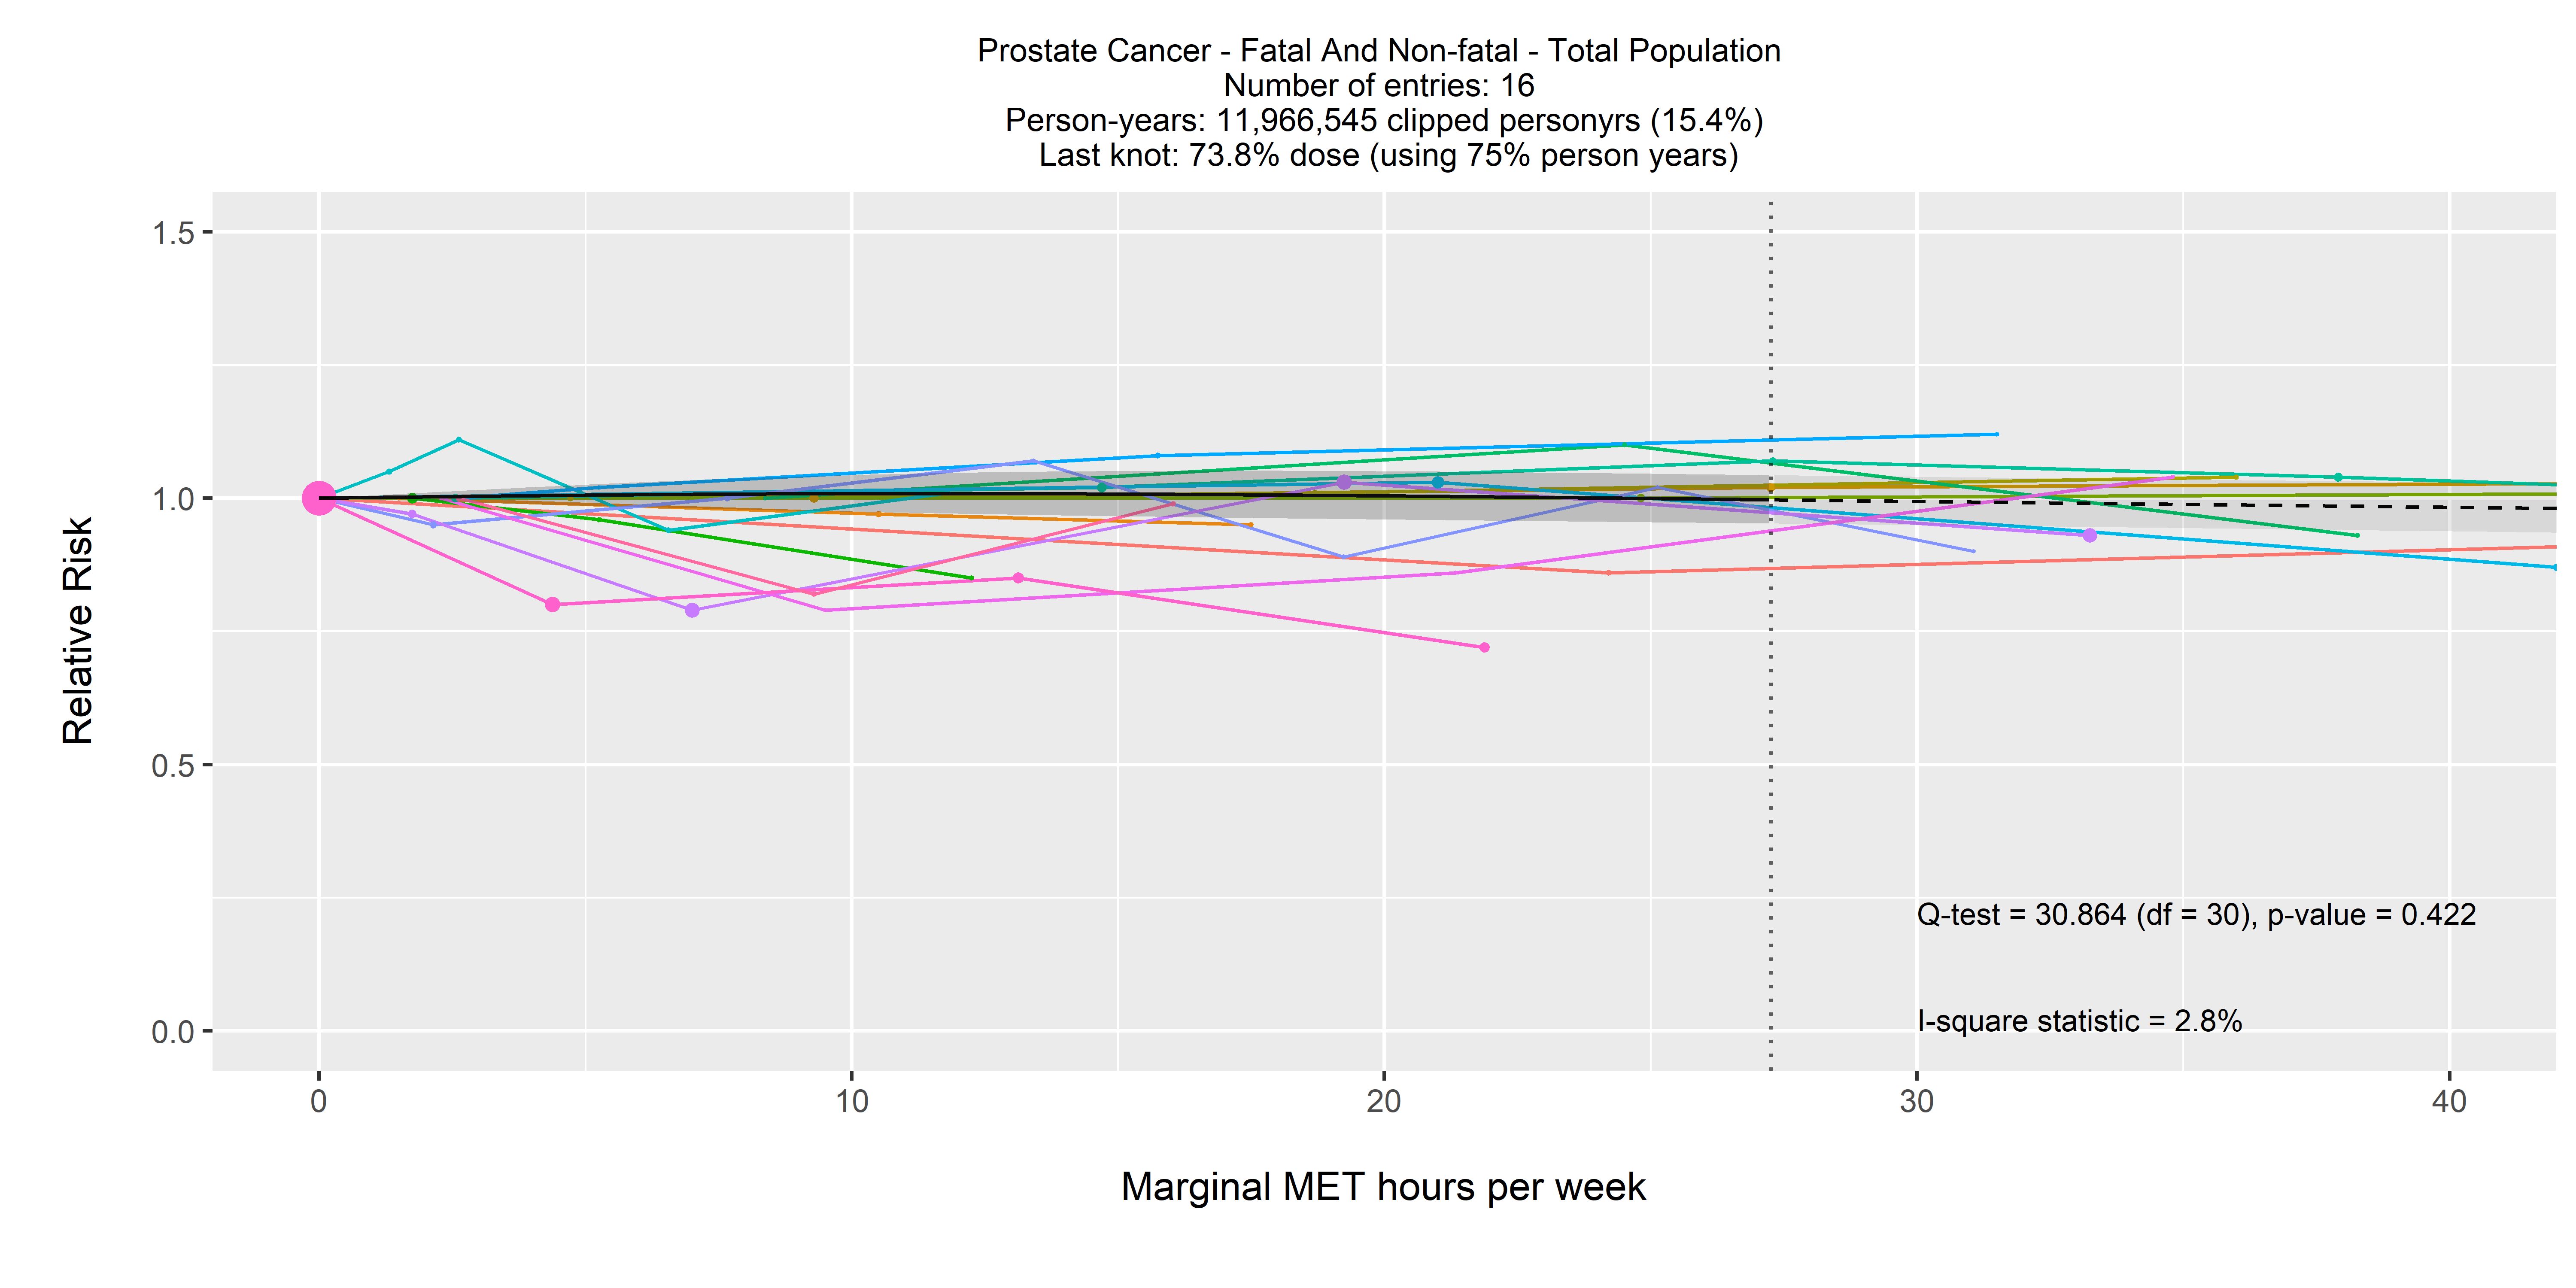 Prostate Cancer - Fatal And Non-fatal - Total Population
Number of entries: 16
Person-years: 11,966,545 clipped personyrs (15.4%)
Last knot: 73.8% dose (using 75% person years)
1.5
1.0
0.5
0.0
Relative Risk
Q-test = 30.864 (df = 30), p-value = 0.422
I-square statistic = 2.8%
0 10 20 30 40
Marginal MET hours per week